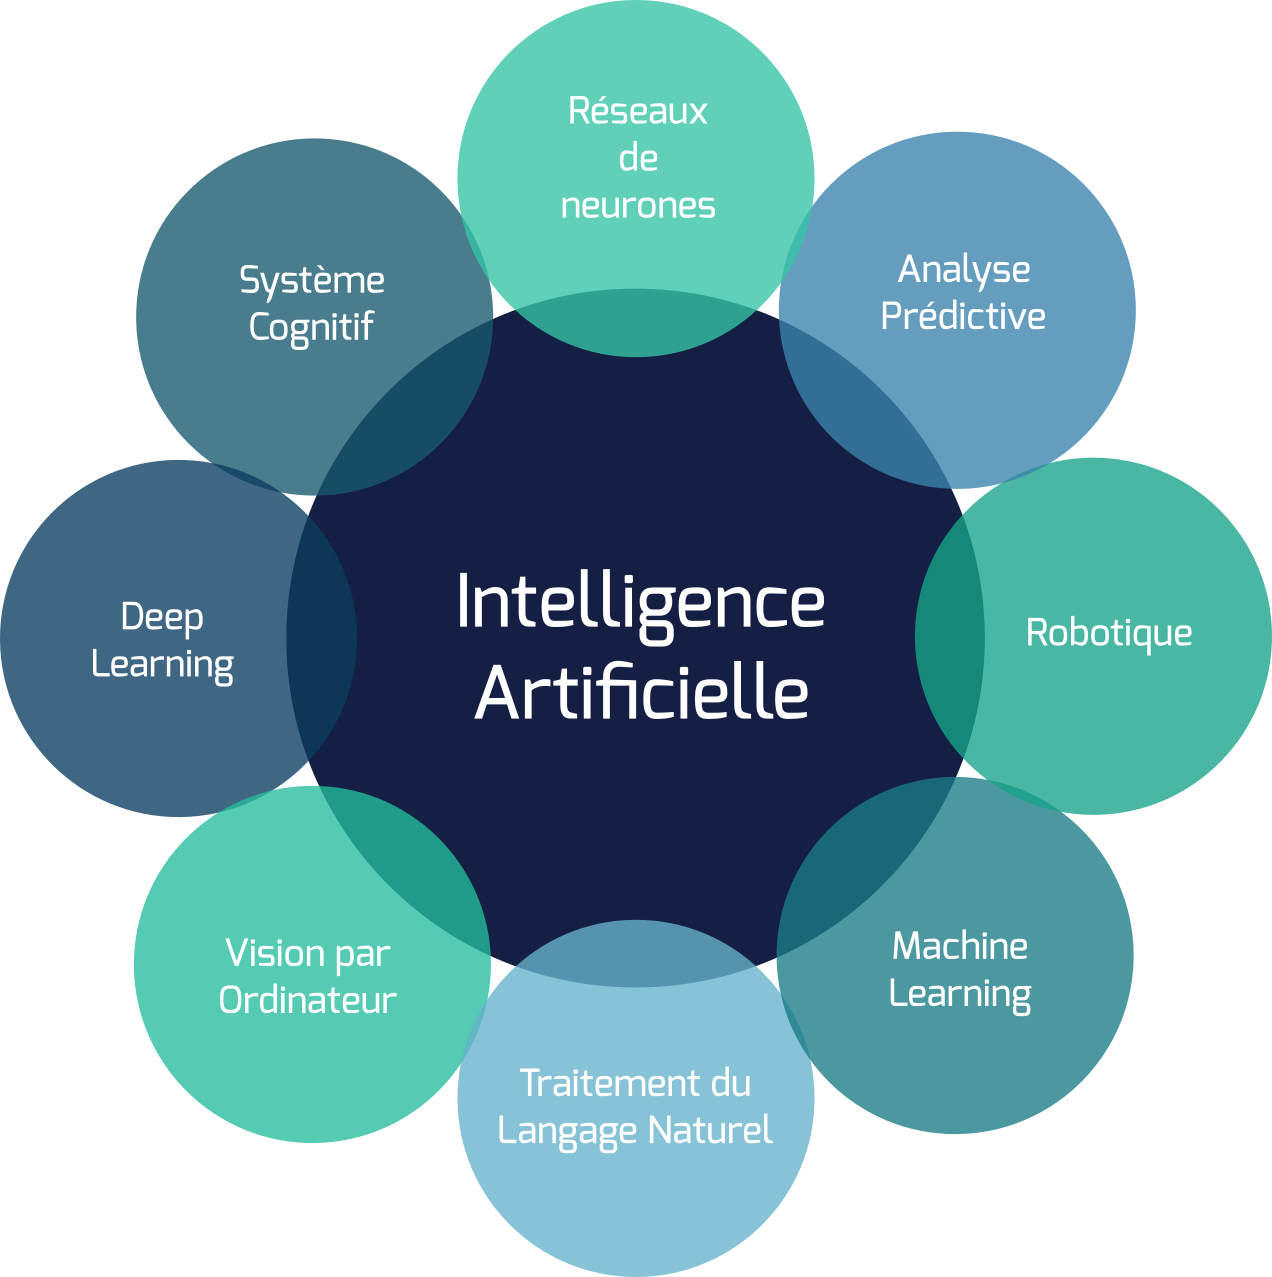 Réseaux
de
neurones
Analyse
Prédictive
Système
Cognitif
Intelligence
Artificielle
Deep
Learning
Robotique
Vision par
Ordinateur
Machine
Learning
Traitement du
Langage Naturel